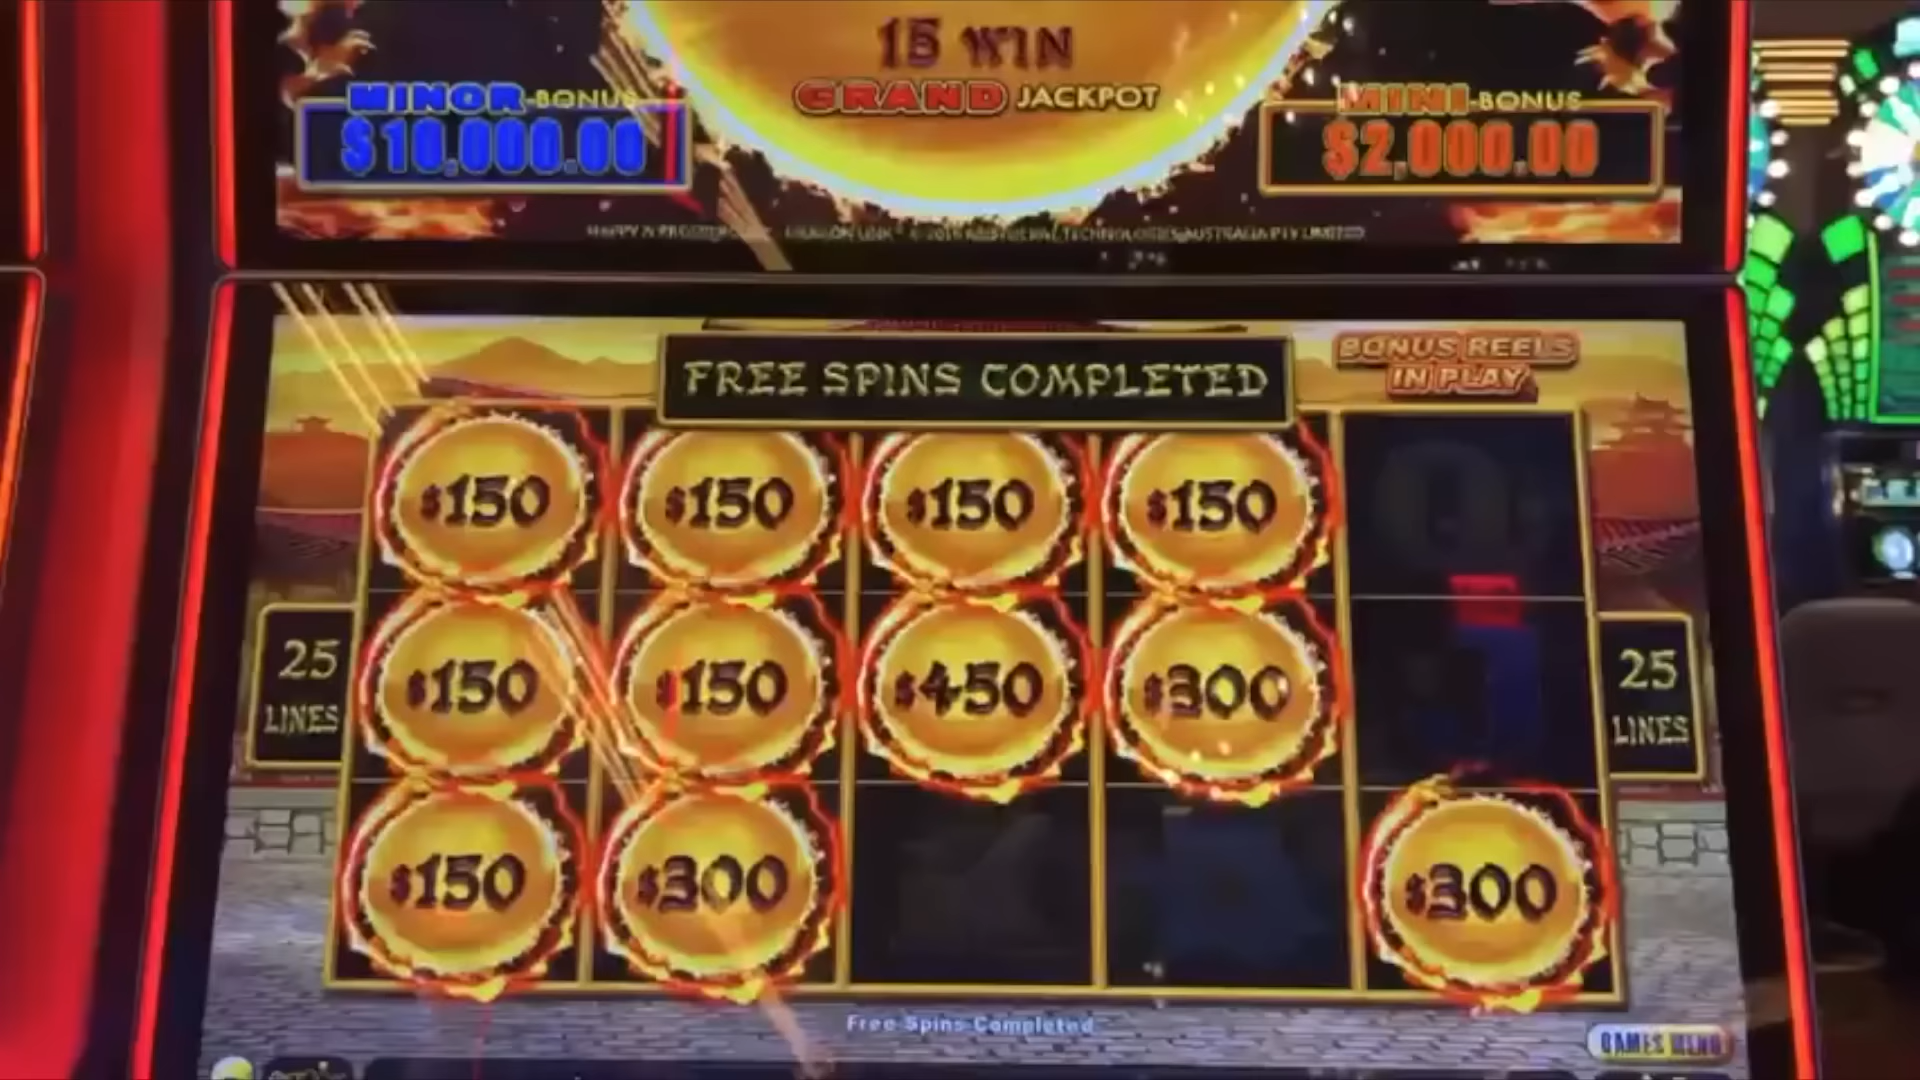 15 WIN
GRAND JACKPOT
MINOR BONUS
$10,000.00
MINI BONUS
$2,000.00
FREE SPINS COMPLETED
BONUS REELS
IN PLAY
$150 $150 $150 $150
25
LINES
$150 $150 $450 $300
25
LINES
$150 $300 $300
Free Spins Completed
GAMES MENU